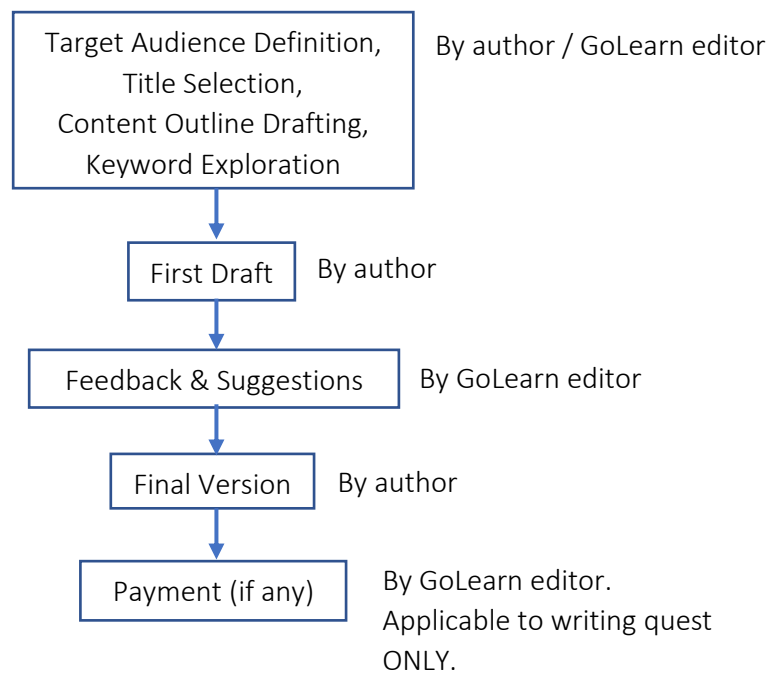 Target Audience Definition,
Title Selection,
Content Outline Drafting,
Keyword Exploration
By author / GoLearn editor
First Draft
By author
Feedback & Suggestions
By GoLearn editor
Final Version
By author
Payment (if any)
By GoLearn editor.
Applicable to writing quest
ONLY.